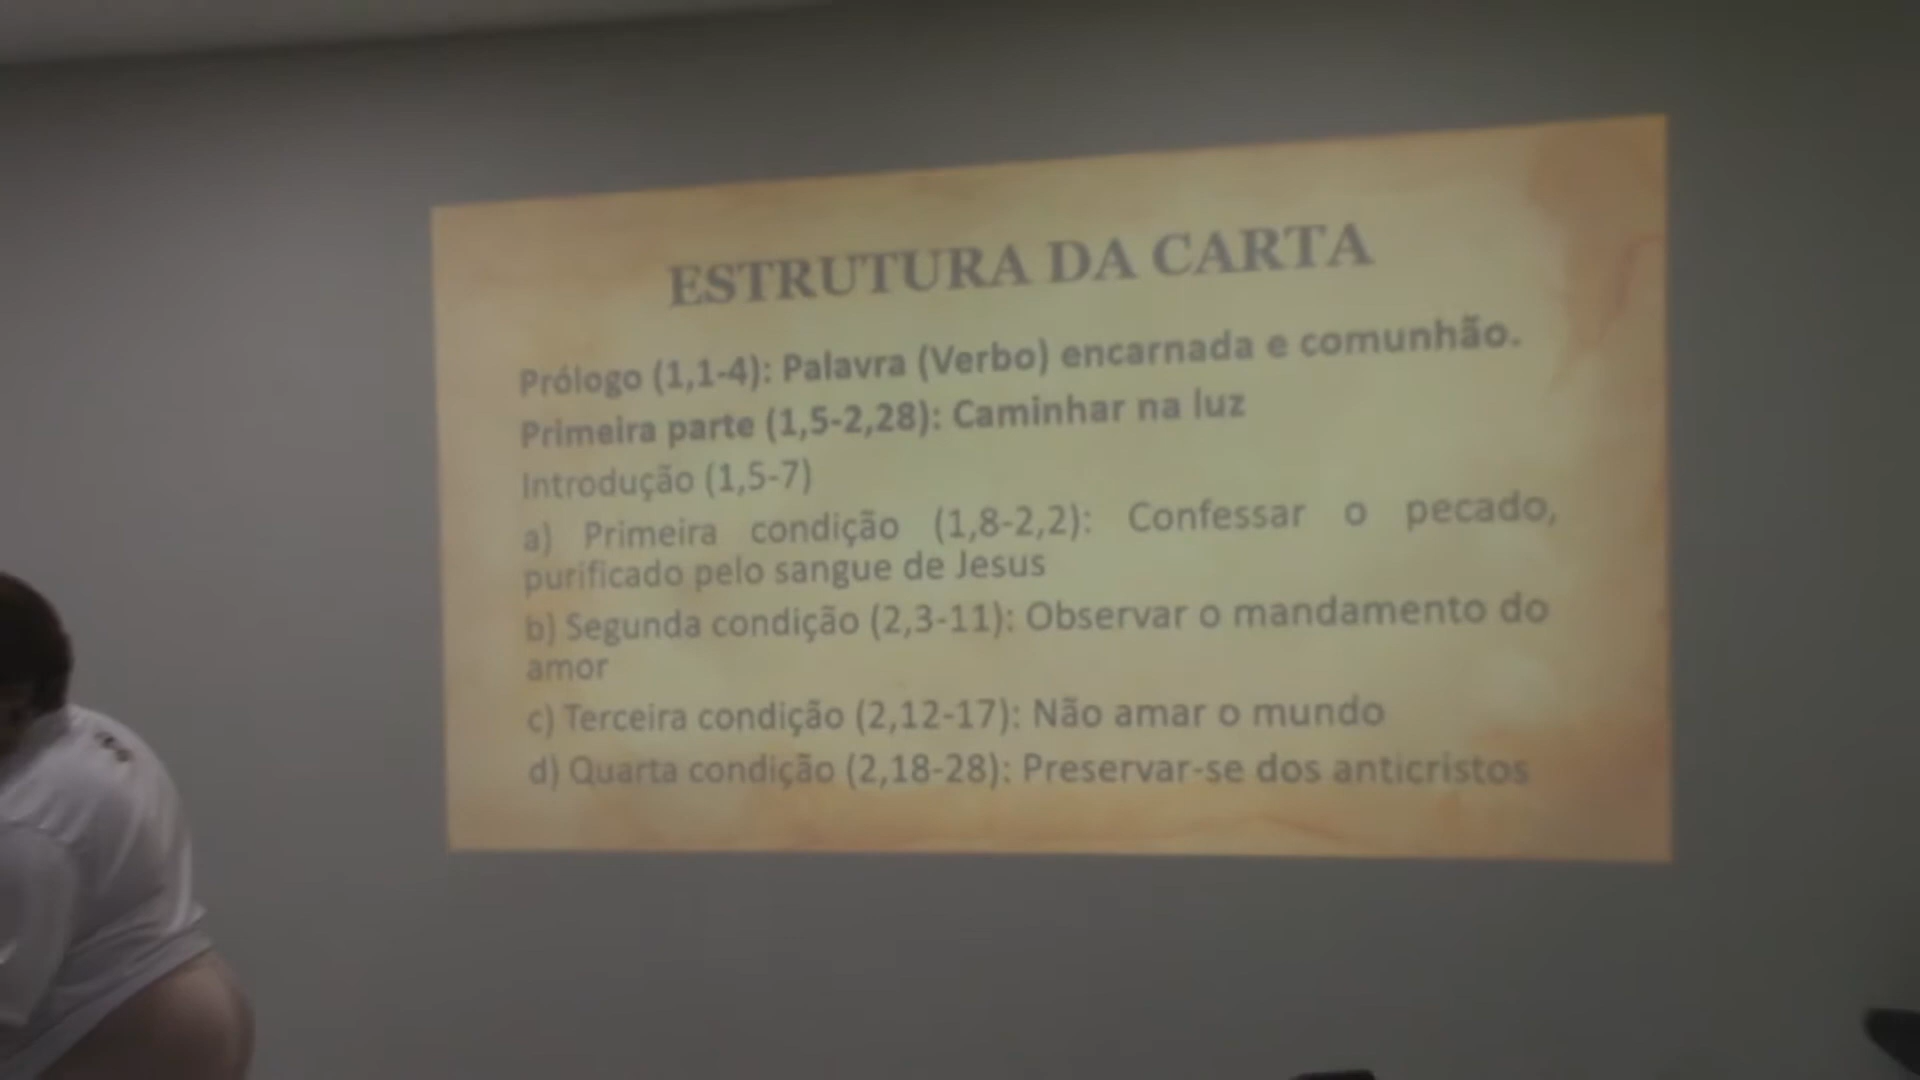 ESTRUTURA DA CARTA
Prólogo (1,1-4): Palavra (Verbo) encarnada e comunhão.
Primeira parte (1,5-2,28): Caminhar na luz
Introdução (1,5-7)
a) Primeira condição (1,8-2,2): Confessar o pecado,
purificado pelo sangue de Jesus
b) Segunda condição (2,3-11): Observar o mandamento do
amor
c) Terceira condição (2,12-17): Não amar o mundo
d) Quarta condição (2,18-28): Preservar-se dos anticristos